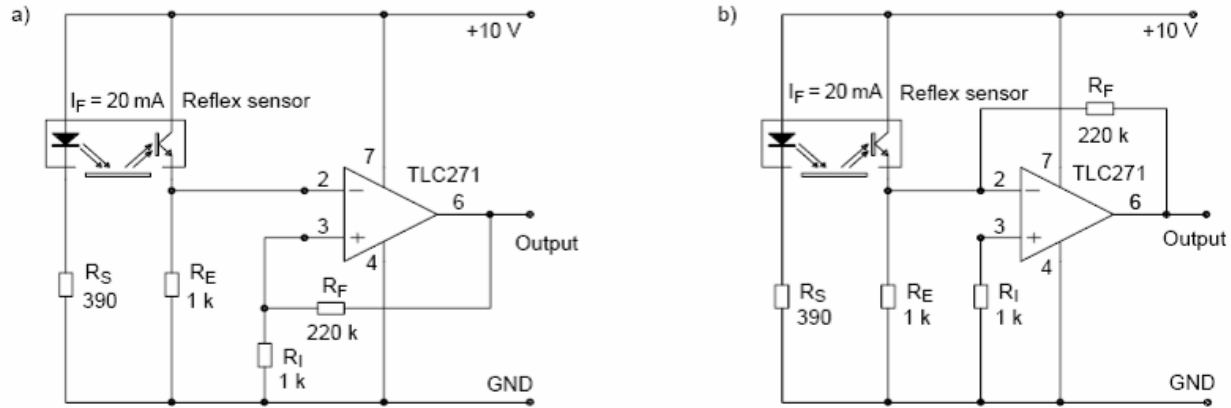 a)
+10 V
I_F = 20 mA Reflex sensor
7
TLC271
2
−
6
3
+
Output
4
R_S
390
R_E
1 k
R_F
220 k
R_I
1 k
GND
b)
+10 V
I_F = 20 mA
Reflex sensor
R_F
220 k
7
TLC271
2
−
6
3
+
Output
4
R_S
390
R_E
1 k
R_I
1 k
GND